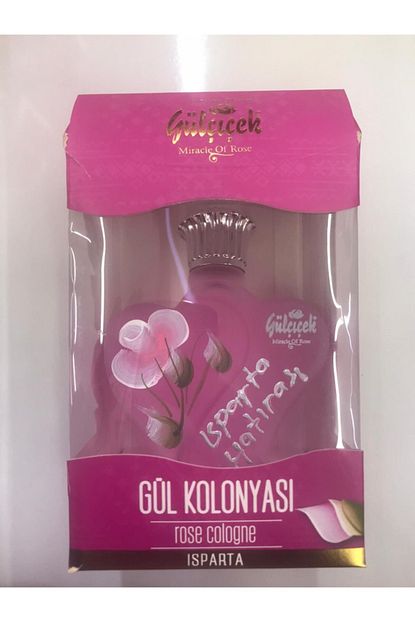 Gülçiçek
Miracle Of Rose
Gülçiçek
Miracle Of Rose
Isparta
Hatırası
GÜL KOLONYASI
rose cologne
ISPARTA